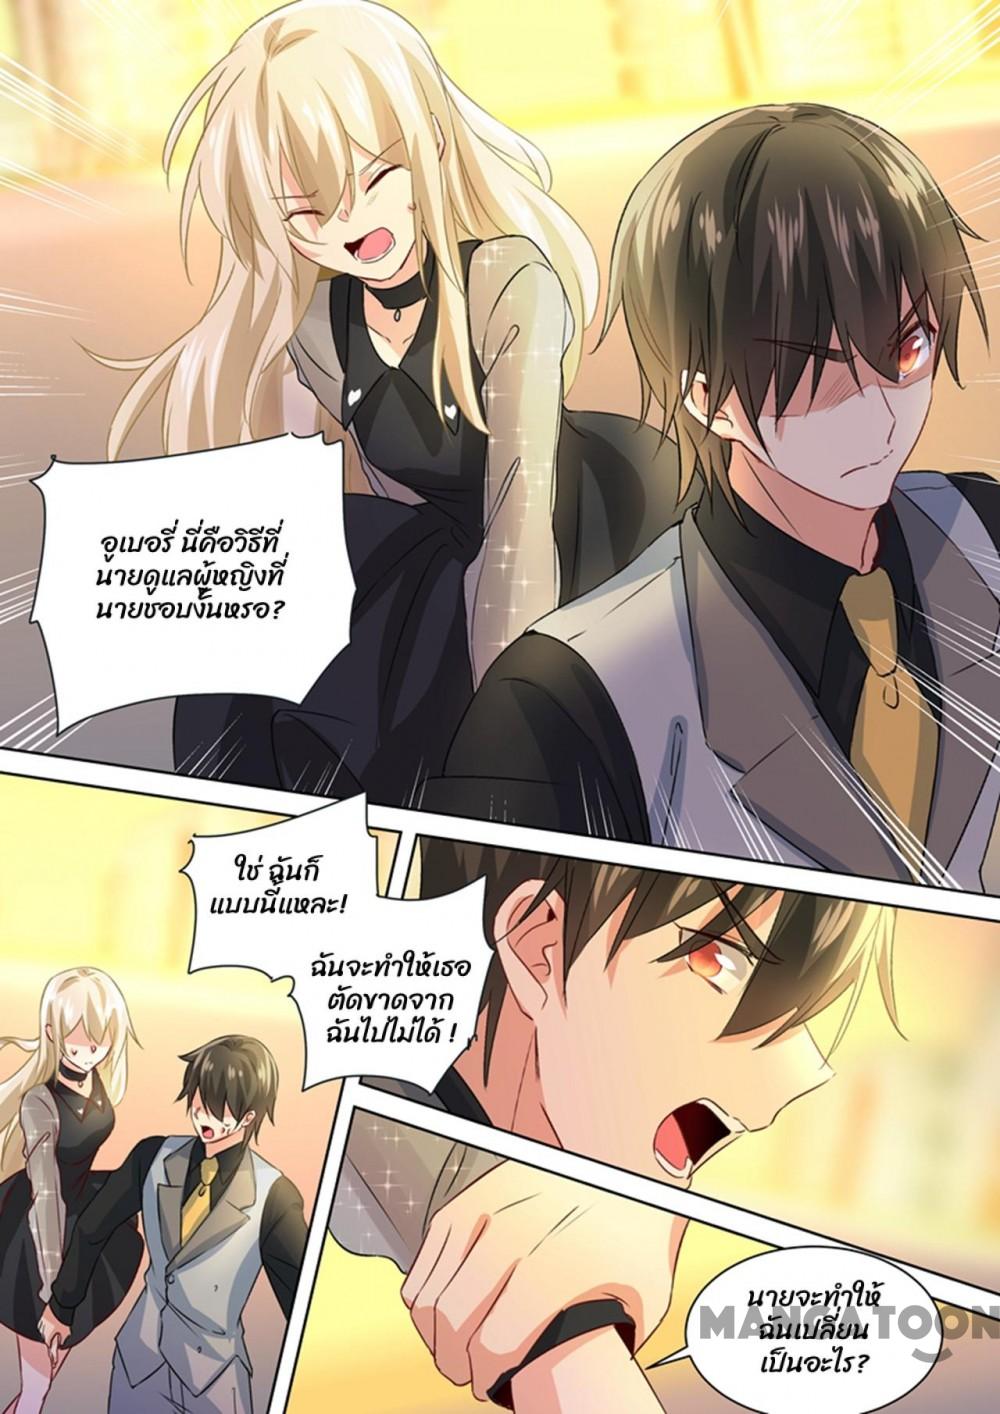 อูเบอรี่ นี่คือวิธีที่
นายดูแลผู้หญิงที่
นายชอบงั้นหรอ?
ใช่ ฉันก็
แบบนี้แหละ!
ฉันจะทำให้เธอ
ตัดขาดจาก
ฉันไปไม่ได้ !
นายจะทำให้
ฉันเปลี่ยน
เป็นอะไร?
MANGATOON